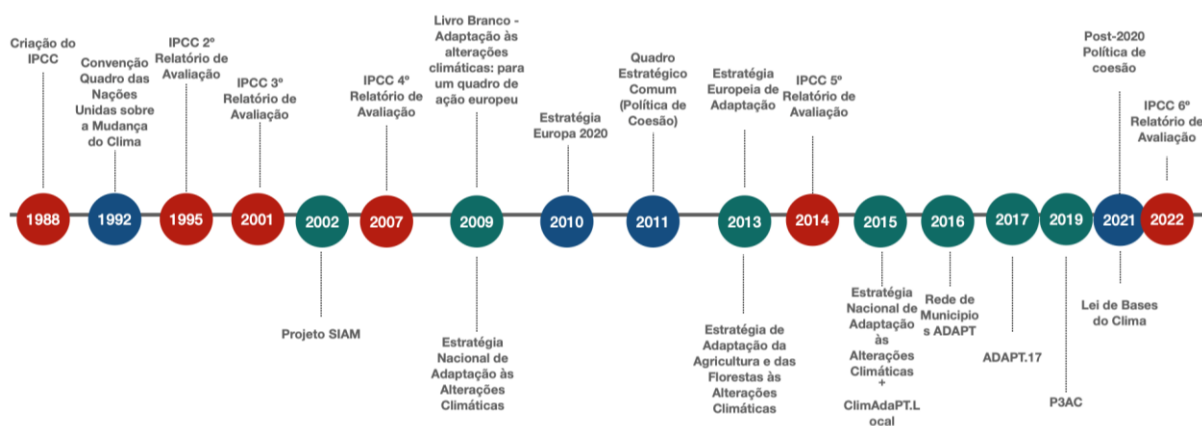 Criação do
IPCC
Convenção
Quadro das
Nações
Unidas sobre
a Mudança
do Clima
IPCC 2º
Relatório de
Avaliação
IPCC 3º
Relatório de
Avaliação
IPCC 4º
Relatório de
Avaliação
Livro Branco -
Adaptação às
alterações
climáticas: para
um quadro de
ação europeu
Estratégia
Europa 2020
Quadro
Estratégico
Comum
(Política de
Coesão)
Estratégia
Europeia de
Adaptação
IPCC 5º
Relatório de
Avaliação
Post-2020
Política de
coesão
IPCC 6º
Relatório de
Avaliação
1988
1992
1995
2001
2002
2007
2009
2010
2011
2013
2014
2015
2016
2017
2019
2021
2022
Projeto SIAM
Estratégia
Nacional de
Adaptação às
Alterações
Climáticas
Estratégia de
Adaptação da
Agricultura e das
Florestas às
Alterações
Climáticas
Estratégia
Nacional de
Adaptação
às
Alterações
Climáticas
+
ClimAdaPT.L
ocal
Rede de
Municipio
s ADAPT
ADAPT.17
P3AC
Lei de Bases
do Clima